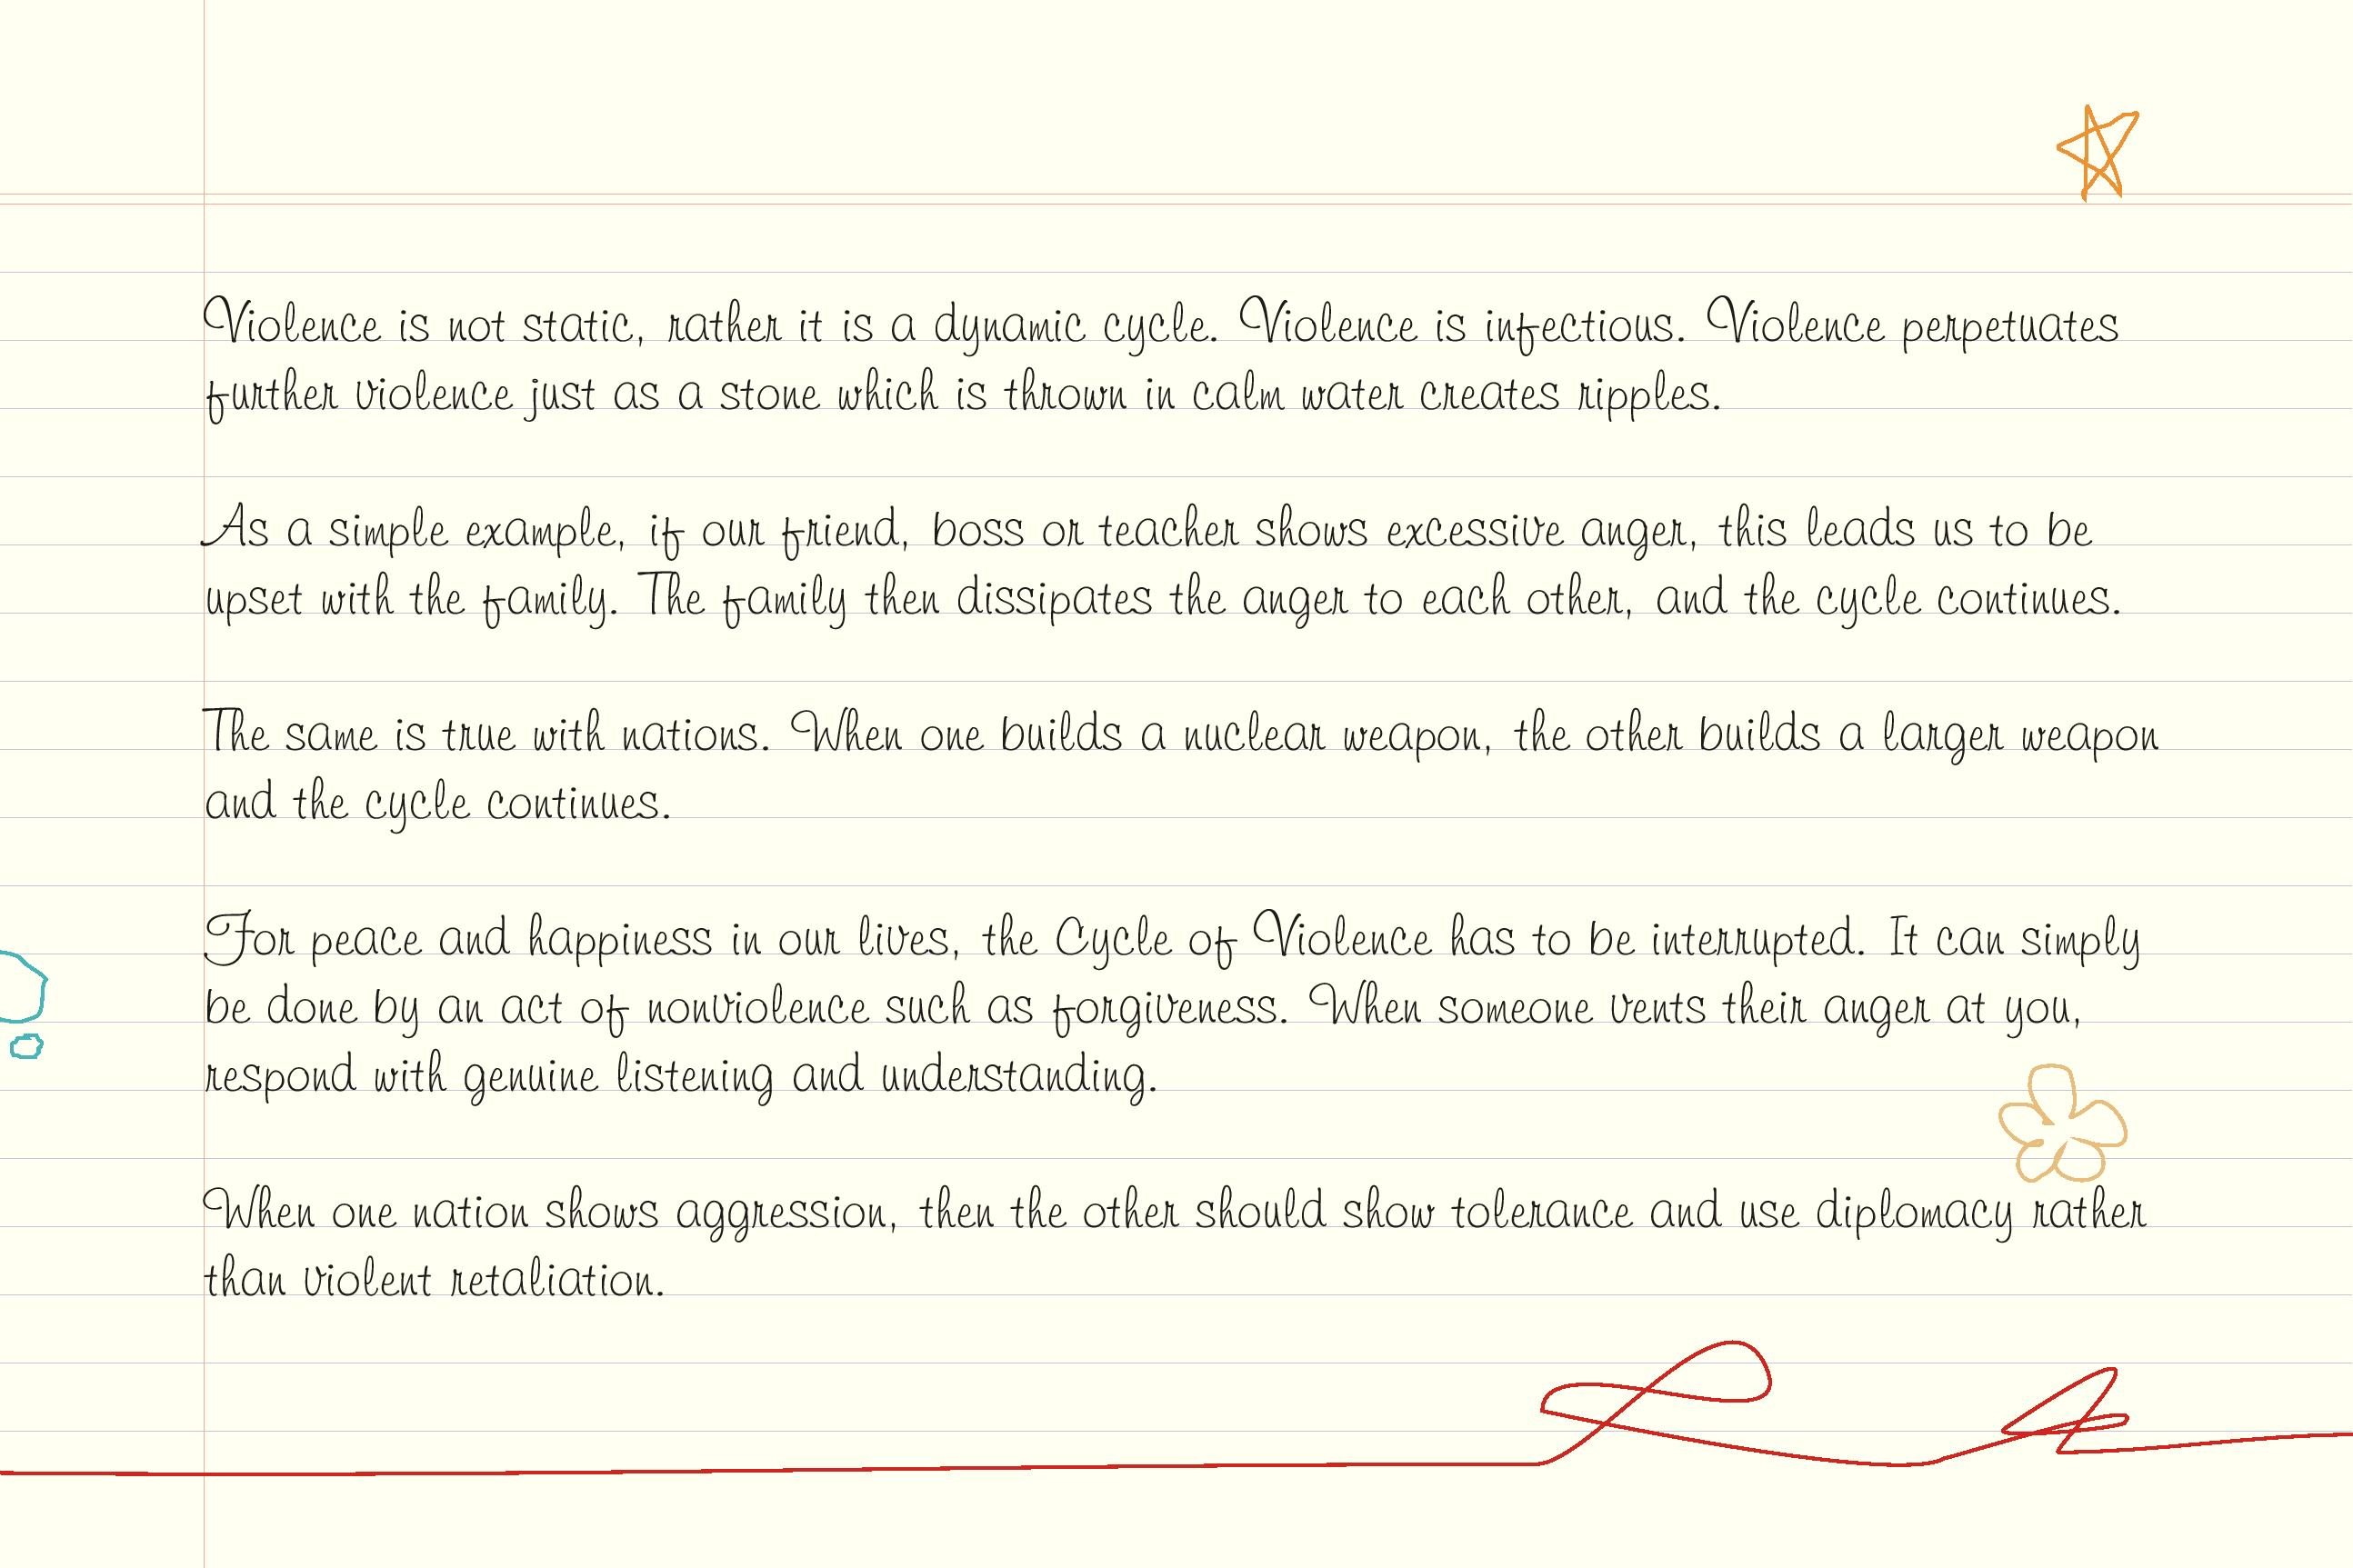 Violence is not static, rather it is a dynamic cycle. Violence is infectious. Violence perpetuates
further violence just as a stone which is thrown in calm water creates ripples.
As a simple example, if our friend, boss or teacher shows excessive anger, this leads us to be
upset with the family. The family then dissipates the anger to each other, and the cycle continues.
The same is true with nations. When one builds a nuclear weapon, the other builds a larger weapon
and the cycle continues.
For peace and happiness in our lives, the Cycle of Violence has to be interrupted. It can simply
be done by an act of nonviolence such as forgiveness. When someone vents their anger at you,
respond with genuine listening and understanding.
When one nation shows aggression, then the other should show tolerance and use diplomacy rather
than violent retaliation.